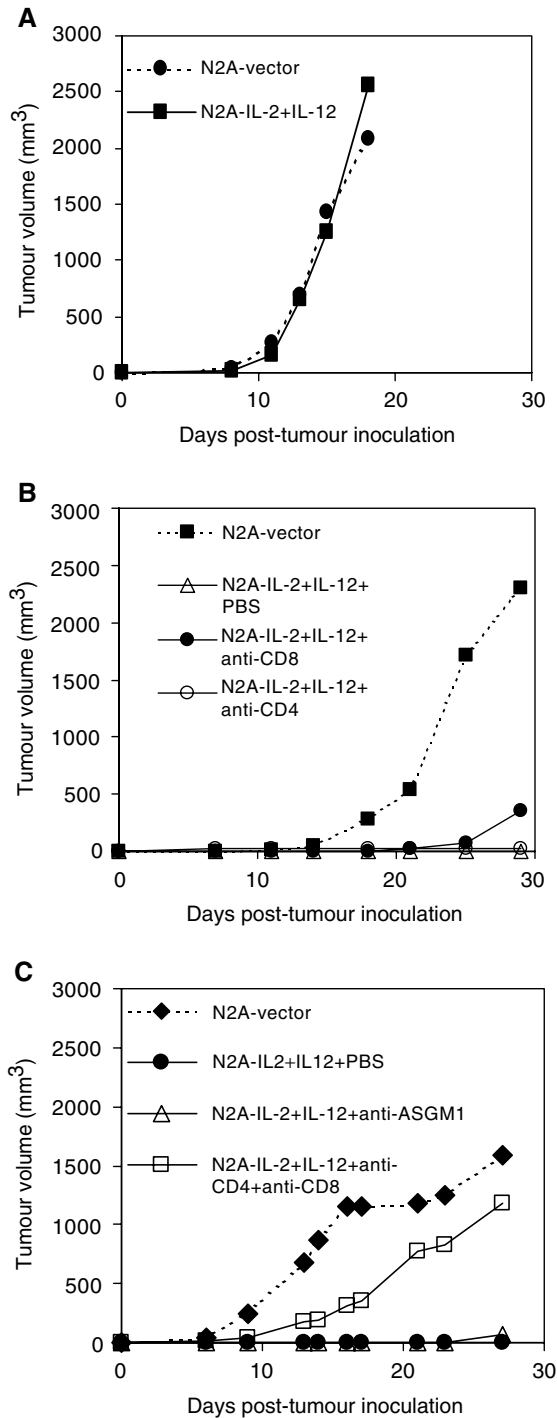 A
3000
N2A-vector
2500
N2A-IL-2+IL-12
2000
1500
1000
500
0
0 10 20 30
Tumour volume (mm3)
Days post-tumour inoculation
B
3000
N2A-vector
2500
N2A-IL-2+IL-12+
PBS
2000
N2A-IL-2+IL-12+
anti-CD8
1500
N2A-IL-2+IL-12+
anti-CD4
1000
500
0
0 10 20 30
Tumour volume (mm3)
Days post-tumour inoculation
C
3000
N2A-vector
2500
N2A-IL2+IL12+PBS
2000
N2A-IL-2+IL-12+anti-ASGM1
1500
N2A-IL-2+IL-12+anti-
CD4+anti-CD8
1000
500
0
0 10 20 30
Tumour volume (mm3)
Days post-tumour inoculation